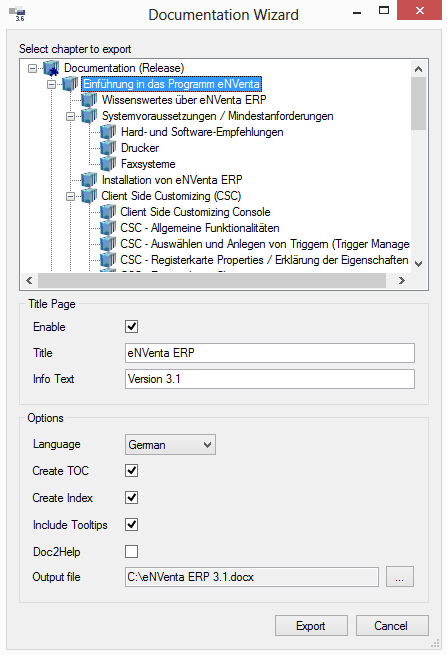 3.6
Documentation Wizard
Select chapter to export
Documentation (Release)
Einführung in das Programm eNVenta
Wissenswertes über eNVenta ERP
Systemvoraussetzungen / Mindestanforderungen
Hard- und Software-Empfehlungen
Drucker
Faxsysteme
Installation von eNVenta ERP
Client Side Customizing (CSC)
Client Side Customizing Console
CSC - Allgemeine Funktionalitäten
CSC - Auswählen und Anlegen von Triggern (Trigger Manage
CSC - Registerkarte Properties / Erklärung der Eigenschaften
Title Page
Enable
Title eNVenta ERP
Info Text Version 3.1
Options
Language German
Create TOC
Create Index
Include Tooltips
Doc2Help
Output file C:\eNVenta ERP 3.1.docx ...
Export Cancel